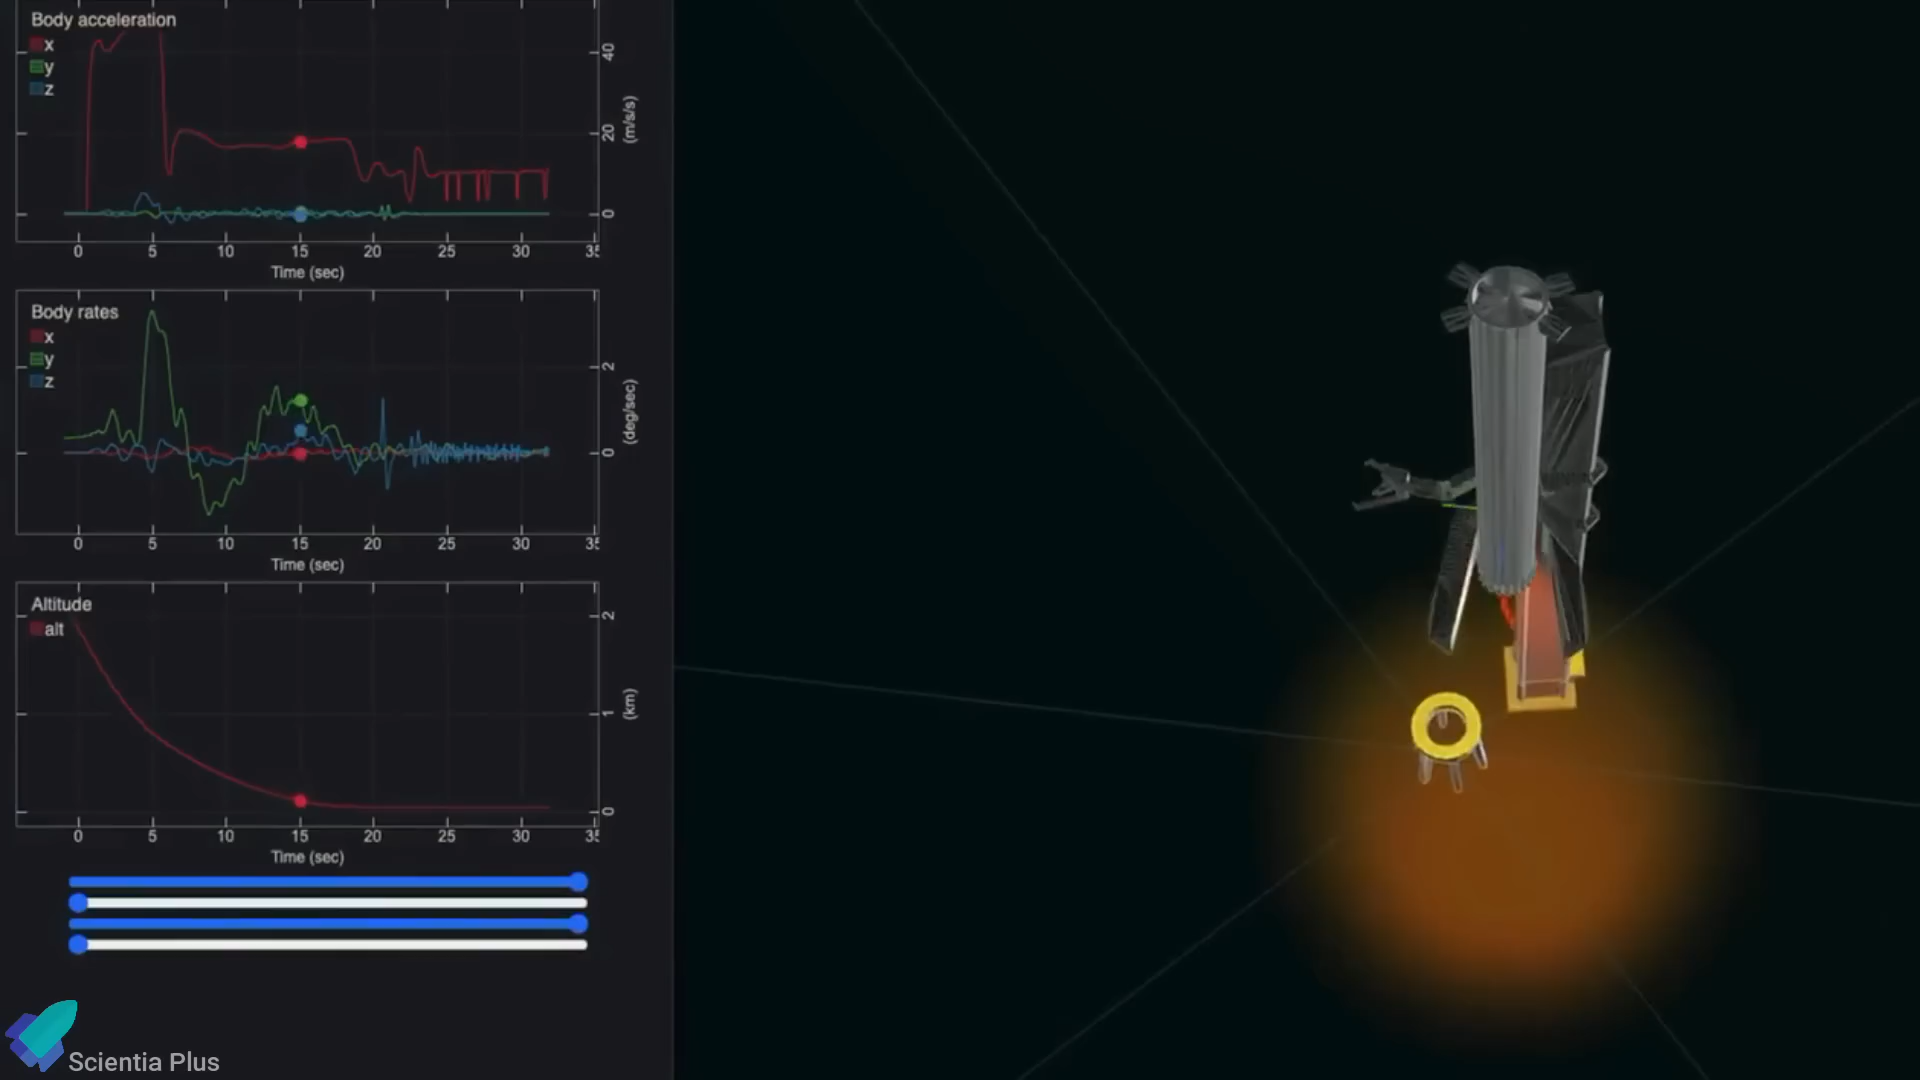 Body acceleration
x
y
z
40
20
0
(m/s/s)
0 5 10 15 20 25 30 35
Time (sec)
Body rates
x
y
z
2
0
(deg/sec)
0 5 10 15 20 25 30 35
Time (sec)
Altitude
alt
2
1
0
(km)
0 5 10 15 20 25 30 35
Time (sec)
Scientia Plus